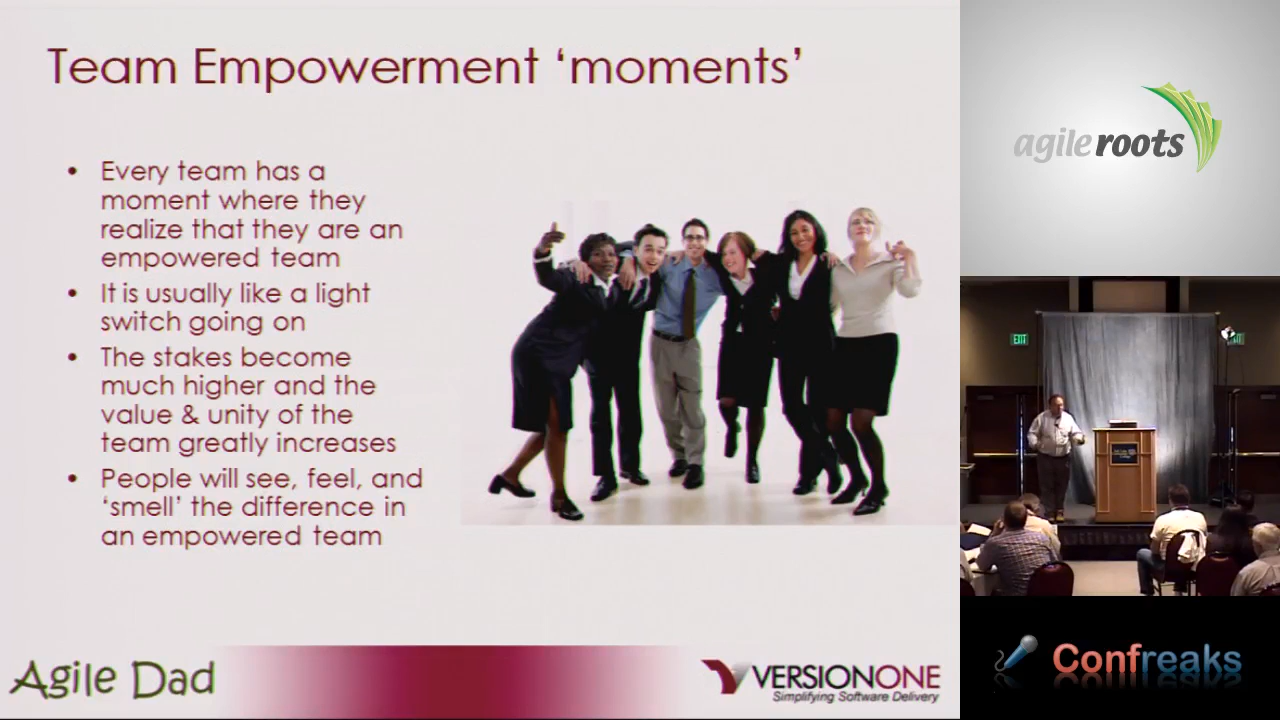 Team Empowerment ‘moments’
• Every team has a
moment where they
realize that they are an
empowered team
• It is usually like a light
switch going on
• The stakes become
much higher and the
value & unity of the
team greatly increases
• People will see, feel, and
‘smell’ the difference in
an empowered team
Agile Dad
VERSIONONE
Simplifying Software Delivery
agile roots
EXIT
Confreaks